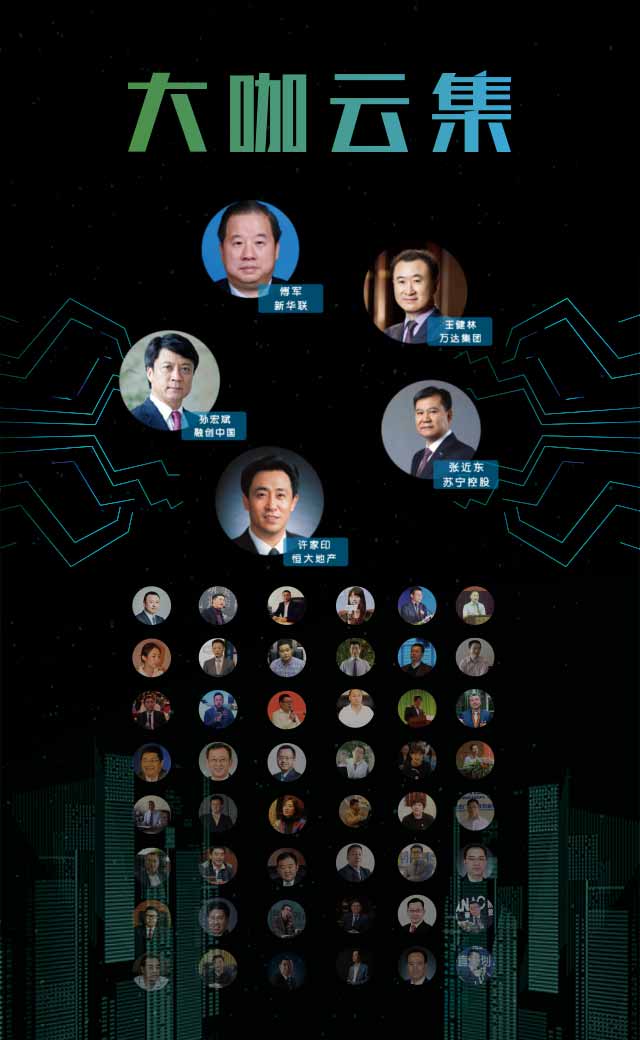 大咖云集
傅军
新华联
王健林
万达集团
孙宏斌
融创中国
张近东
苏宁控股
许家印
恒大地产